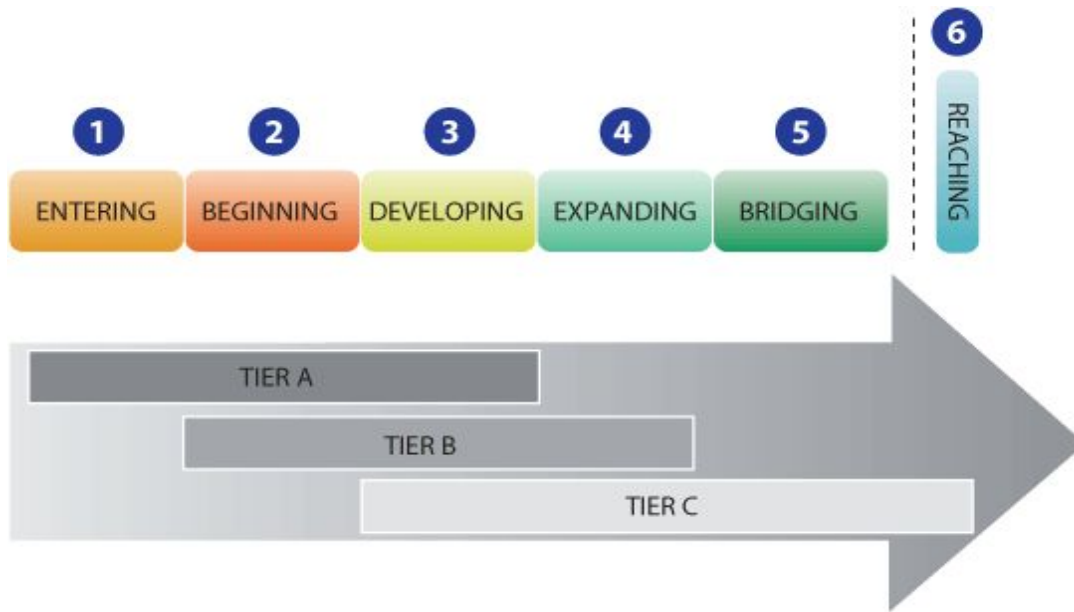 1
ENTERING
2
BEGINNING
3
DEVELOPING
4
EXPANDING
5
BRIDGING
6
REACHING
TIER A
TIER B
TIER C